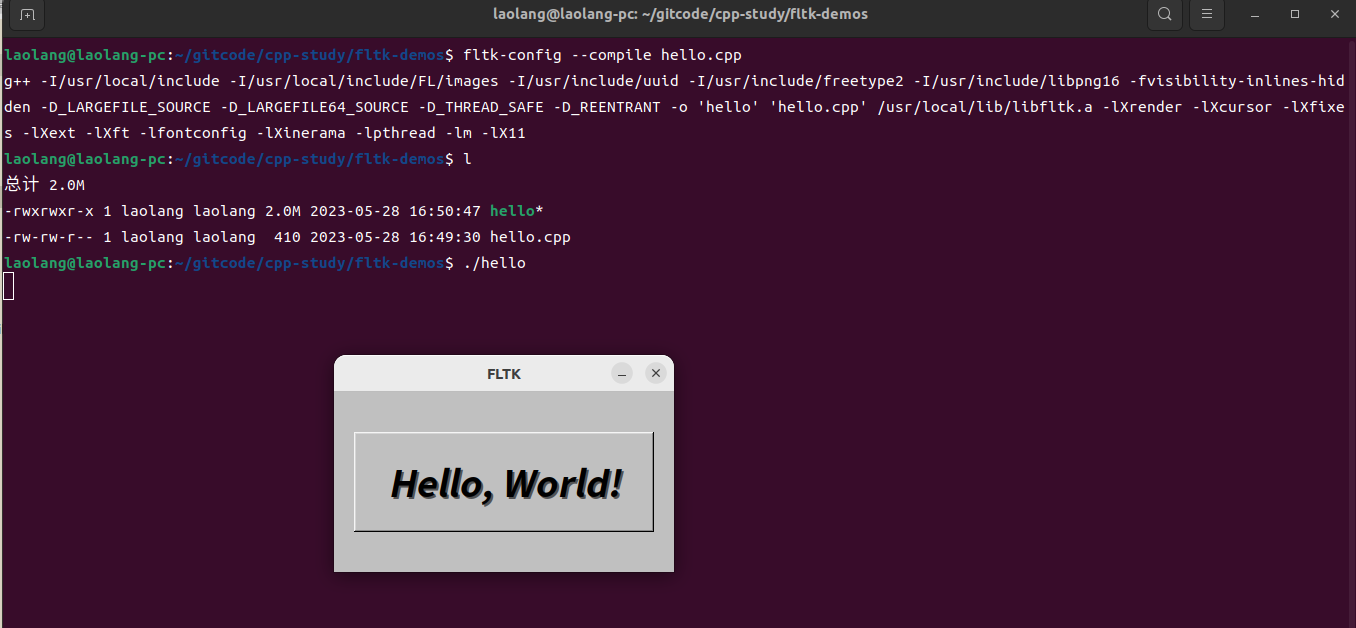 laolang@laolang-pc: ~/gitcode/cpp-study/fltk-demos
laolang@laolang-pc:~/gitcode/cpp-study/fltk-demos$ fltk-config --compile hello.cpp
g++ -I/usr/local/include -I/usr/local/include/FL/images -I/usr/include/uuid -I/usr/include/freetype2 -I/usr/include/libpng16 -fvisibility-inlines-hid
den -D_LARGEFILE_SOURCE -D_LARGEFILE64_SOURCE -D_THREAD_SAFE -D_REENTRANT -o 'hello' 'hello.cpp' /usr/local/lib/libfltk.a -lXrender -lXcursor -lXfixe
s -lXext -lXft -lfontconfig -lXinerama -lpthread -lm -lX11
laolang@laolang-pc:~/gitcode/cpp-study/fltk-demos$ l
总计 2.0M
-rwxrwxr-x 1 laolang laolang 2.0M 2023-05-28 16:50:47 hello*
-rw-rw-r-- 1 laolang laolang  410 2023-05-28 16:49:30 hello.cpp
laolang@laolang-pc:~/gitcode/cpp-study/fltk-demos$ ./hello
FLTK
Hello, World!